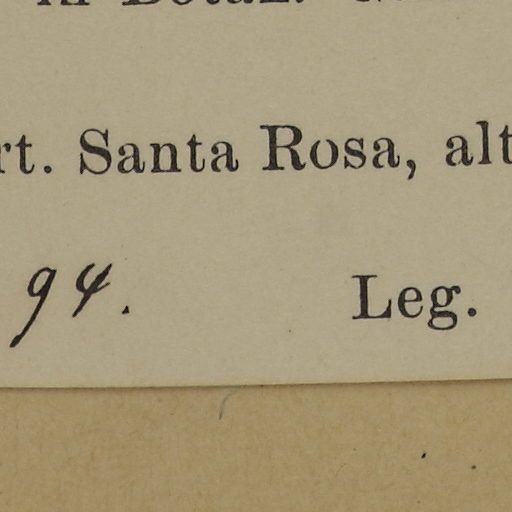 rt. Santa Rosa, alt
94. Leg.